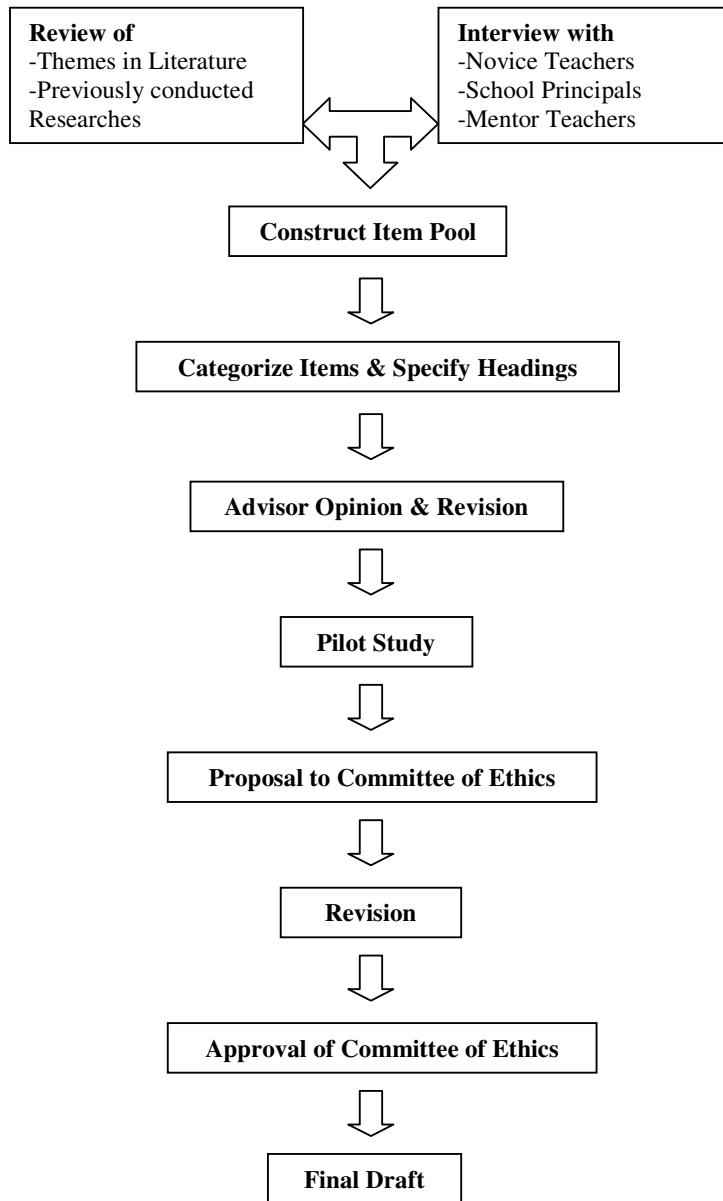 Review of
-Themes in Literature
-Previously conducted
Researches
Interview with
-Novice Teachers
-School Principals
-Mentor Teachers
Construct Item Pool
Categorize Items & Specify Headings
Advisor Opinion & Revision
Pilot Study
Proposal to Committee of Ethics
Revision
Approval of Committee of Ethics
Final Draft